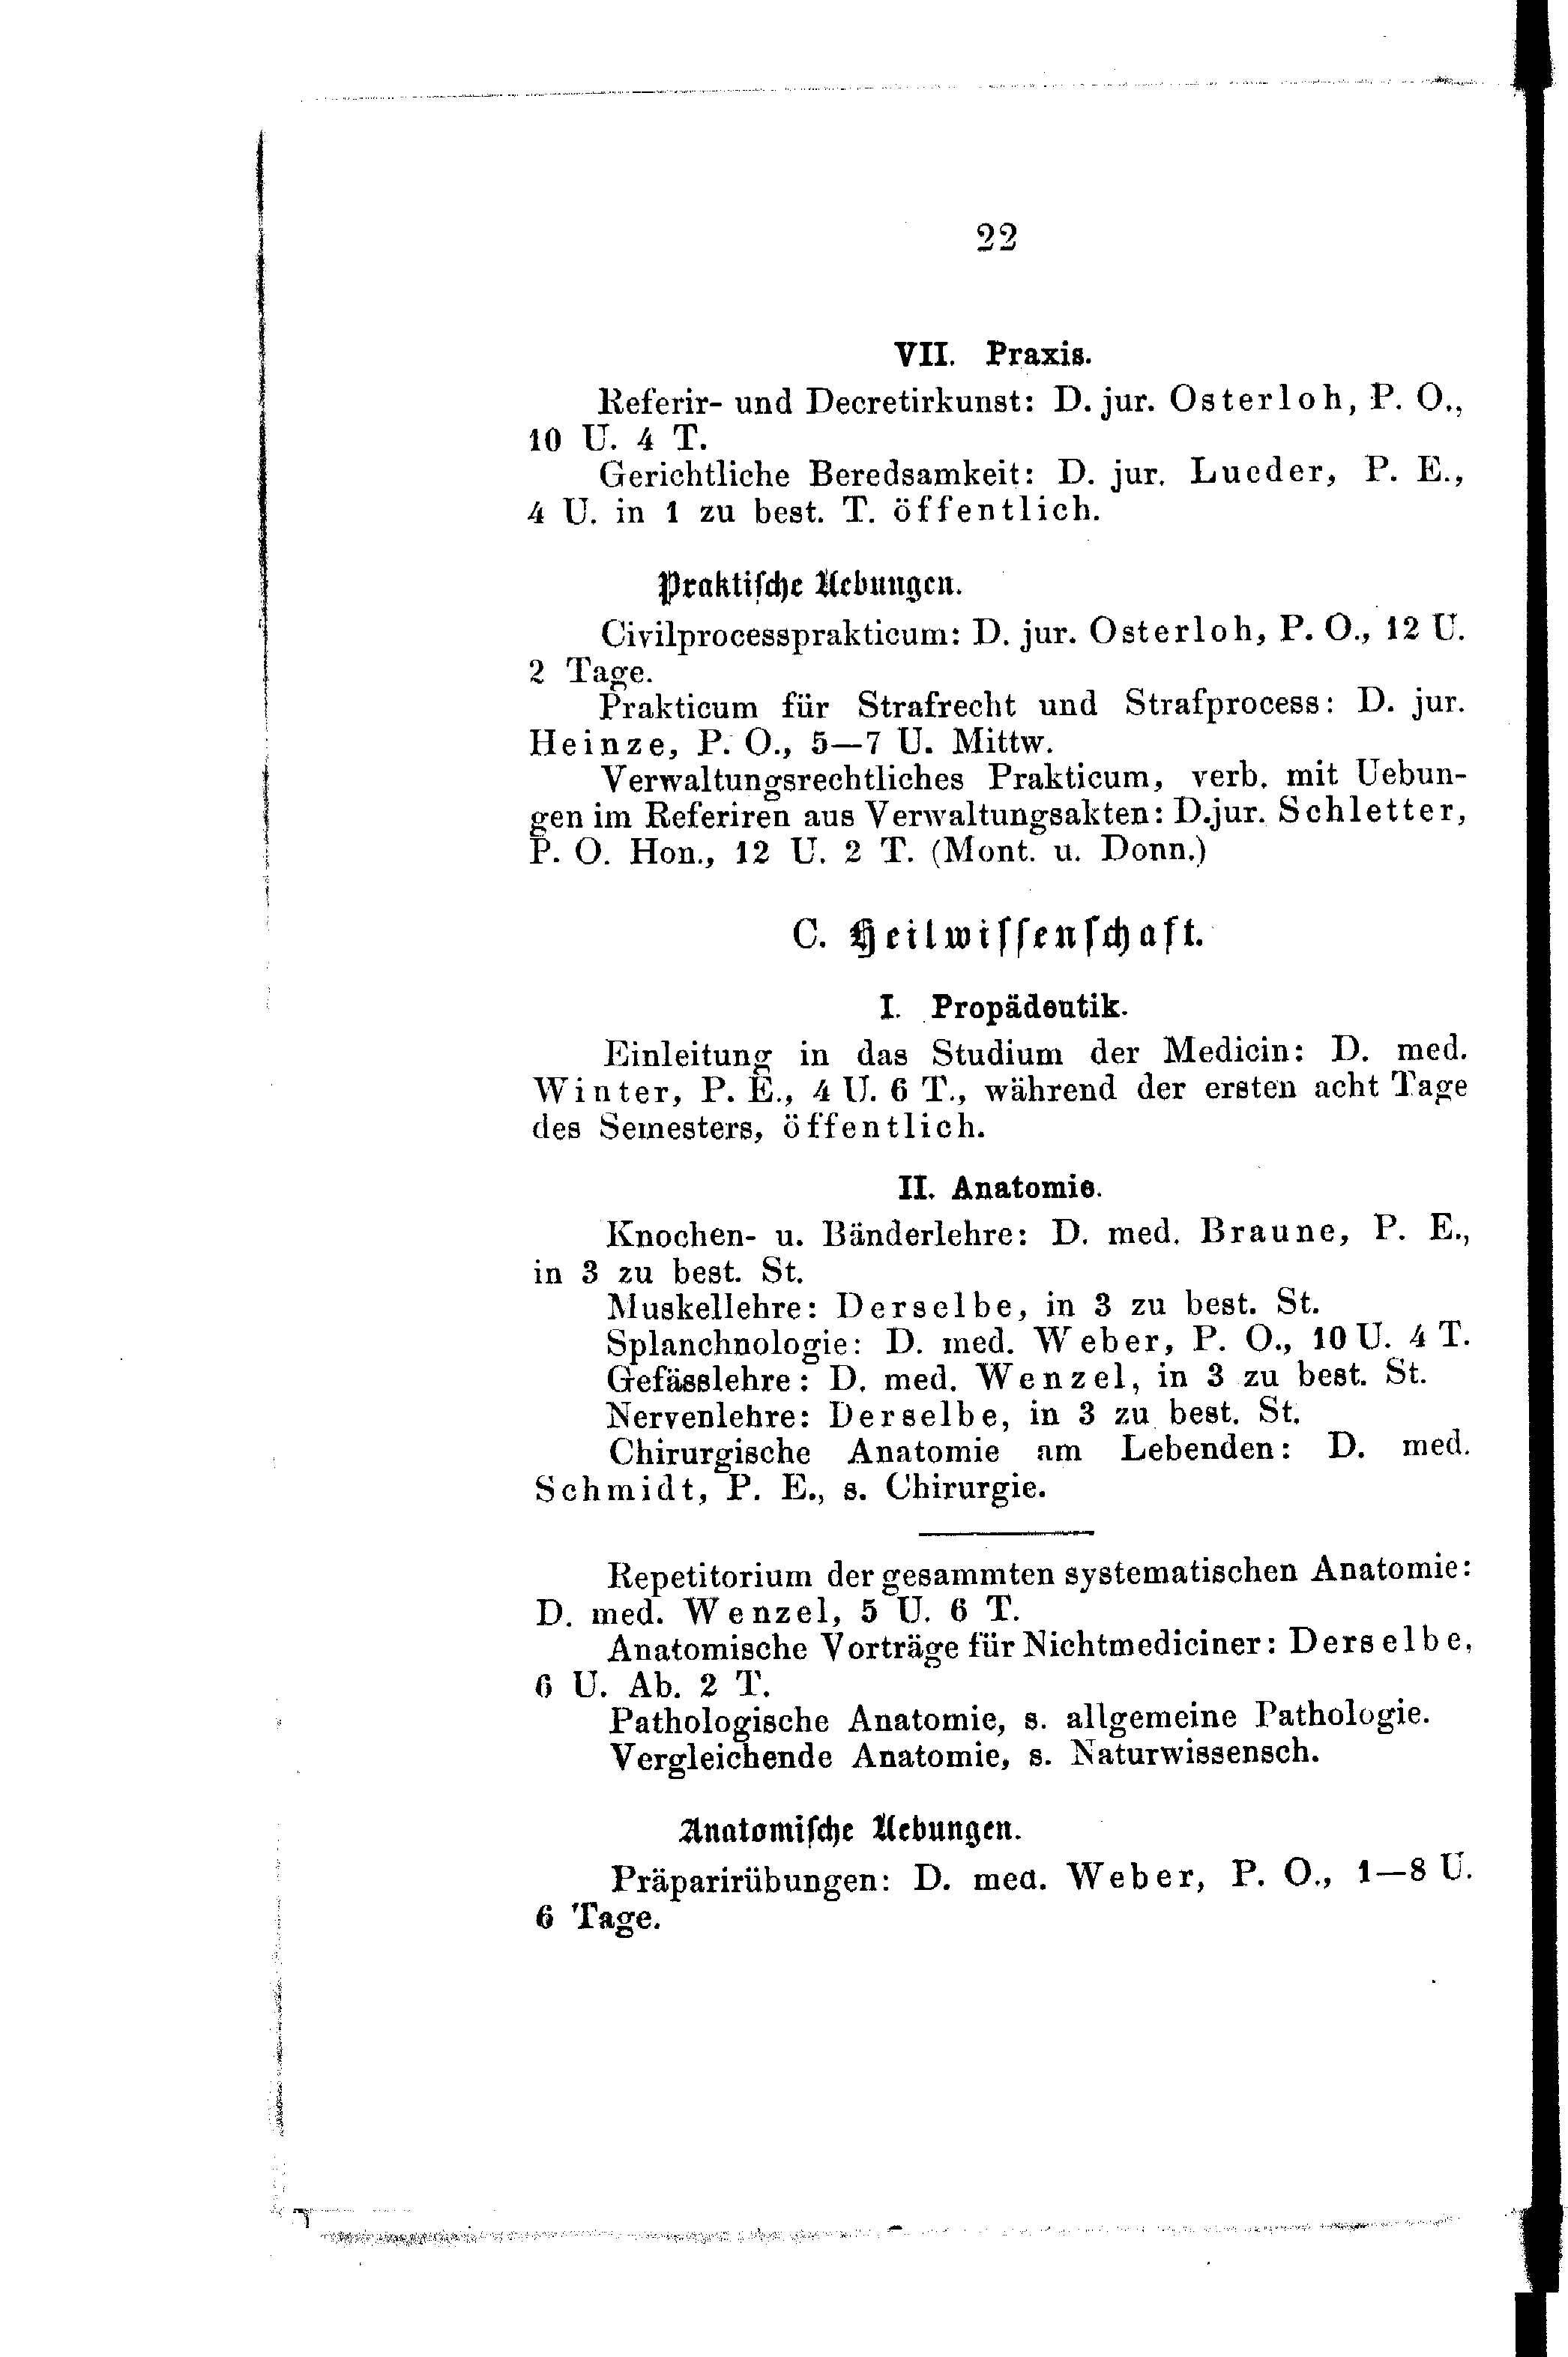 22
VII. Praxis.
Referir- und Decretirkunst: D. jur. Osterloh, P. O.,
10 U. 4 T.
Gerichtliche Beredsamkeit: D. jur. Lueder, P. E.,
4 U. in 1 zu best. T. öffentlich.
Praktiſche Uebungen.
Civilprocessprakticum: D. jur. Osterloh, P. O., 12 U.
2 Tage.
Prakticum für Strafrecht und Strafprocess: D. jur.
Heinze, P. O., 5—7 U. Mittw.
Verwaltungsrechtliches Prakticum, verb. mit Uebun-
gen im Referiren aus Verwaltungsakten: D. jur. Schletter,
P. O. Hon., 12 U. 2 T. (Mont. u. Donn.)
C. Heilwiſſenſchaft.
I. Propädeutik.
Einleitung in das Studium der Medicin: D. med.
Winter, P. E., 4 U. 6 T., während der ersten acht Tage
des Semesters, öffentlich.
II. Anatomie.
Knochen- u. Bänderlehre: D. med. Braune, P. E.,
in 3 zu best. St.
Muskellehre: Derselbe, in 3 zu best. St.
Splanchnologie: D. med. Weber, P. O., 10 U. 4 T.
Gefässlehre: D. med. Wenzel, in 3 zu best. St.
Nervenlehre: Derselbe, in 3 zu best. St.
Chirurgische Anatomie am Lebenden: D. med.
Schmidt, P. E., s. Chirurgie.
Repetitorium der gesammten systematischen Anatomie:
D. med. Wenzel, 5 U. 6 T.
Anatomische Vorträge für Nichtmediciner: Derselbe,
6 U. Ab. 2 T.
Pathologische Anatomie, s. allgemeine Pathologie.
Vergleichende Anatomie, s. Naturwissensch.
Anatomiſche Uebungen.
Präparirübungen: D. med. Weber, P. O., 1—8 U.
6 Tage.